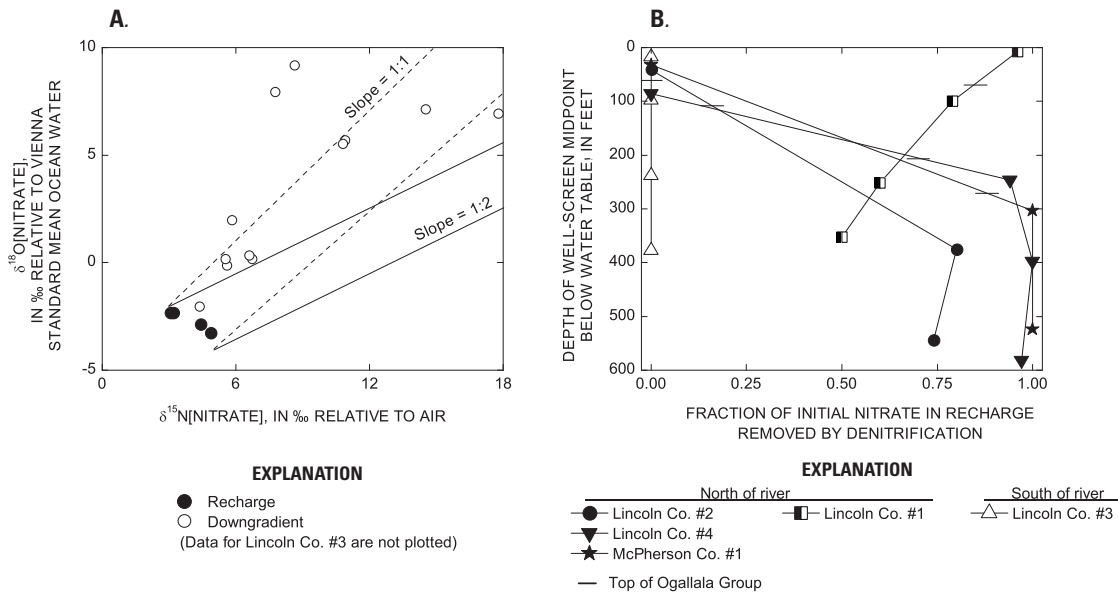 A.
10
5
0
-5
0
6
12
18
Slope = 1:1
Slope = 1:2
δ18O[NITRATE],
IN ‰ RELATIVE TO VIENNA
STANDARD MEAN OCEAN WATER
δ15N[NITRATE], IN ‰ RELATIVE TO AIR
EXPLANATION
Recharge
Downgradient
(Data for Lincoln Co. #3 are not plotted)
B.
0
100
200
300
400
500
600
0.00
0.25
0.50
0.75
1.00
DEPTH OF WELL-SCREEN MIDPOINT
BELOW WATER TABLE, IN FEET
FRACTION OF INITIAL NITRATE IN RECHARGE
REMOVED BY DENITRIFICATION
EXPLANATION
North of river
Lincoln Co. #2
Lincoln Co. #4
McPherson Co. #1
Lincoln Co. #1
South of river
Lincoln Co. #3
Top of Ogallala Group